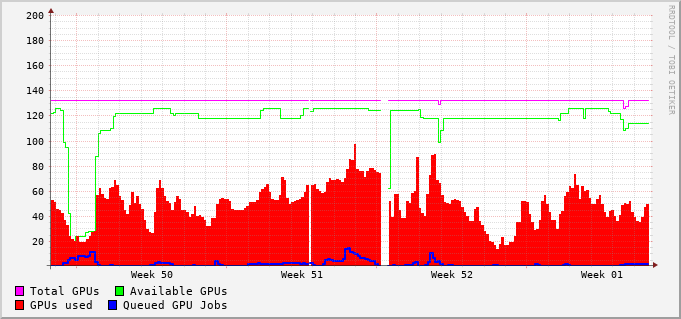 200
180
160
140
120
100
80
60
40
20
Week 50 Week 51 Week 52 Week 01
Total GPUs Available GPUs
GPUs used Queued GPU Jobs
RRDTOOL / TOBI OETIKER